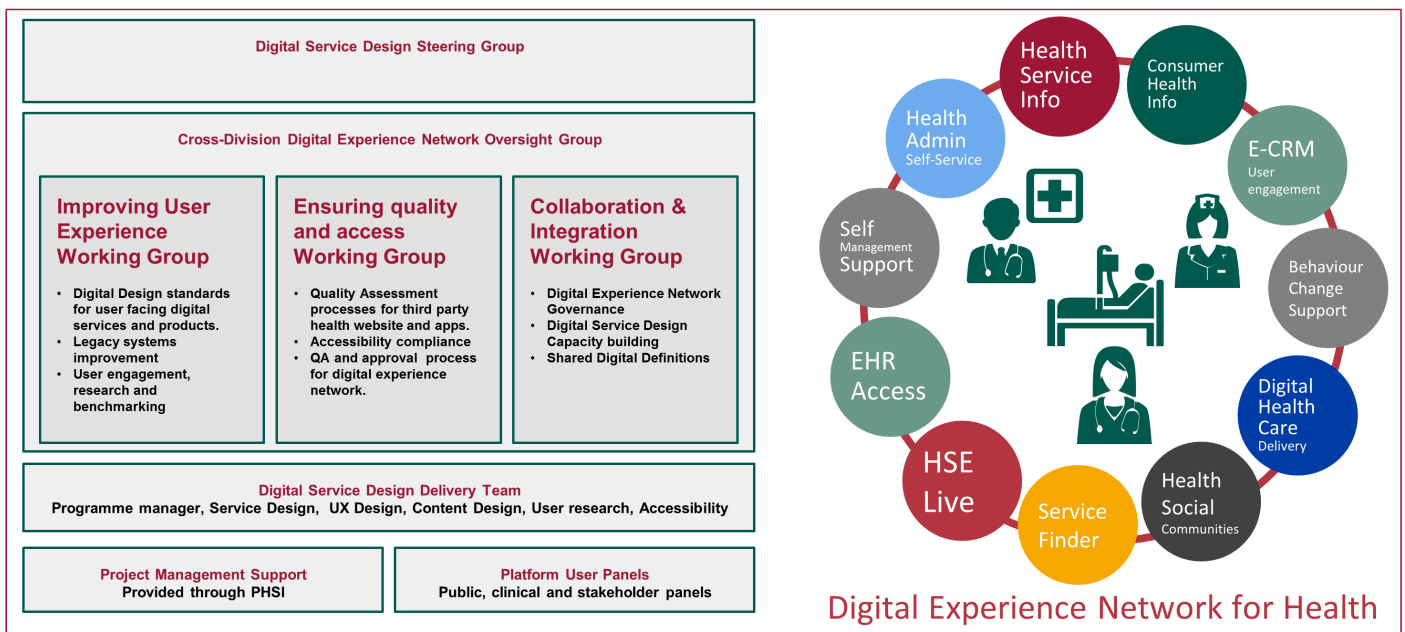 Digital Service Design Steering Group
Cross-Division Digital Experience Network Oversight Group
Improving User
Experience
Working Group
• Digital Design standards
for user facing digital
services and products.
• Legacy systems
improvement
• User engagement,
research and
benchmarking
Ensuring quality
and access
Working Group
• Quality Assessment
processes for third party
health website and apps.
• Accessibility compliance
• QA and approval process
for digital experience
network.
Collaboration &
Integration
Working Group
• Digital Experience Network
Governance
• Digital Service Design
Capacity building
• Shared Digital Definitions
Digital Service Design Delivery Team
Programme manager, Service Design, UX Design, Content Design, User research, Accessibility
Project Management Support
Provided through PHSI
Platform User Panels
Public, clinical and stakeholder panels
Health
Service
Info
Consumer
Health
Info
E-CRM
User
engagement
Behaviour
Change
Support
Digital
Health
Care
Delivery
Health
Social
Communities
Service
Finder
HSE
Live
EHR
Access
Self
Management
Support
Health
Admin
Self-Service
Digital Experience Network for Health